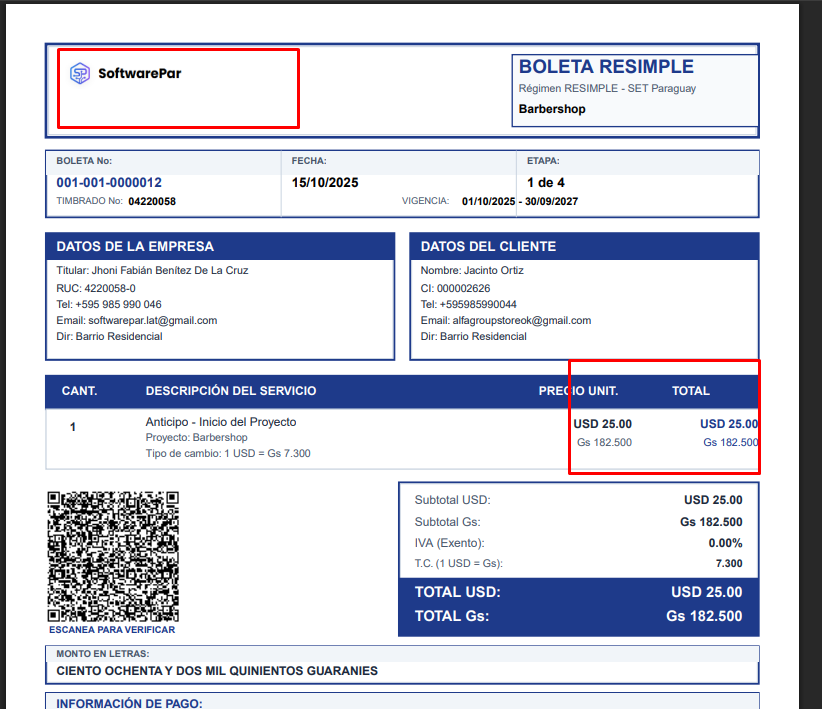 SoftwarePar
BOLETA RESIMPLE
Régimen RESIMPLE - SET Paraguay
Barbershop
BOLETA No: FECHA: ETAPA:
001-001-0000012 15/10/2025 1 de 4
TIMBRADO No: 04220058 VIGENCIA: 01/10/2025 - 30/09/2027
DATOS DE LA EMPRESA
Titular: Jhoni Fabián Benítez De La Cruz
RUC: 4220058-0
Tel: +595 985 990 046
Email: softwarepar.lat@gmail.com
Dir: Barrio Residencial
DATOS DEL CLIENTE
Nombre: Jacinto Ortiz
CI: 000002626
Tel: +595985990044
Email: alfagroupstoreok@gmail.com
Dir: Barrio Residencial
CANT. DESCRIPCIÓN DEL SERVICIO PRECIO UNIT. TOTAL
1 Anticipo - Inicio del Proyecto USD 25.00 USD 25.00
Proyecto: Barbershop Gs 182.500 Gs 182.500
Tipo de cambio: 1 USD = Gs 7.300
ESCANEA PARA VERIFICAR
Subtotal USD: USD 25.00
Subtotal Gs: Gs 182.500
IVA (Exento): 0.00%
T.C. (1 USD = Gs): 7.300
TOTAL USD: USD 25.00
TOTAL Gs: Gs 182.500
MONTO EN LETRAS:
CIENTO OCHENTA Y DOS MIL QUINIENTOS GUARANIES
INFORMACIÓN DE PAGO: